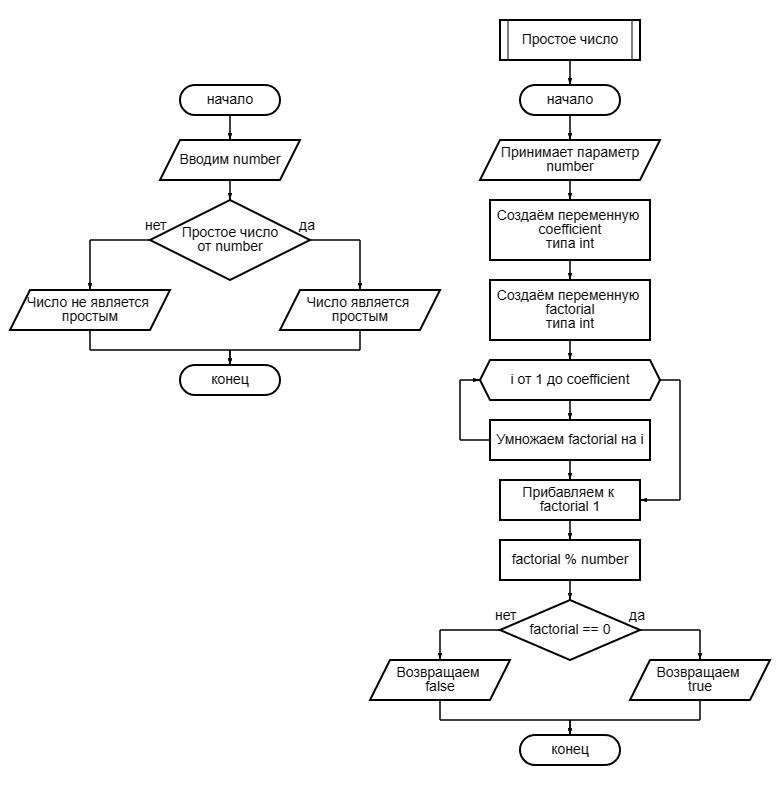 начало
Вводим number
нет
да
Простое число
от number
Число не является
простым
Число является
простым
конец
Простое число
начало
Принимает параметр
number
Создаём переменную
coefficient
типа int
Создаём переменную
factorial
типа int
i от 1 до coefficient
Умножаем factorial на i
Прибавляем к
factorial 1
factorial % number
нет
да
factorial == 0
Возвращаем
false
Возвращаем
true
конец